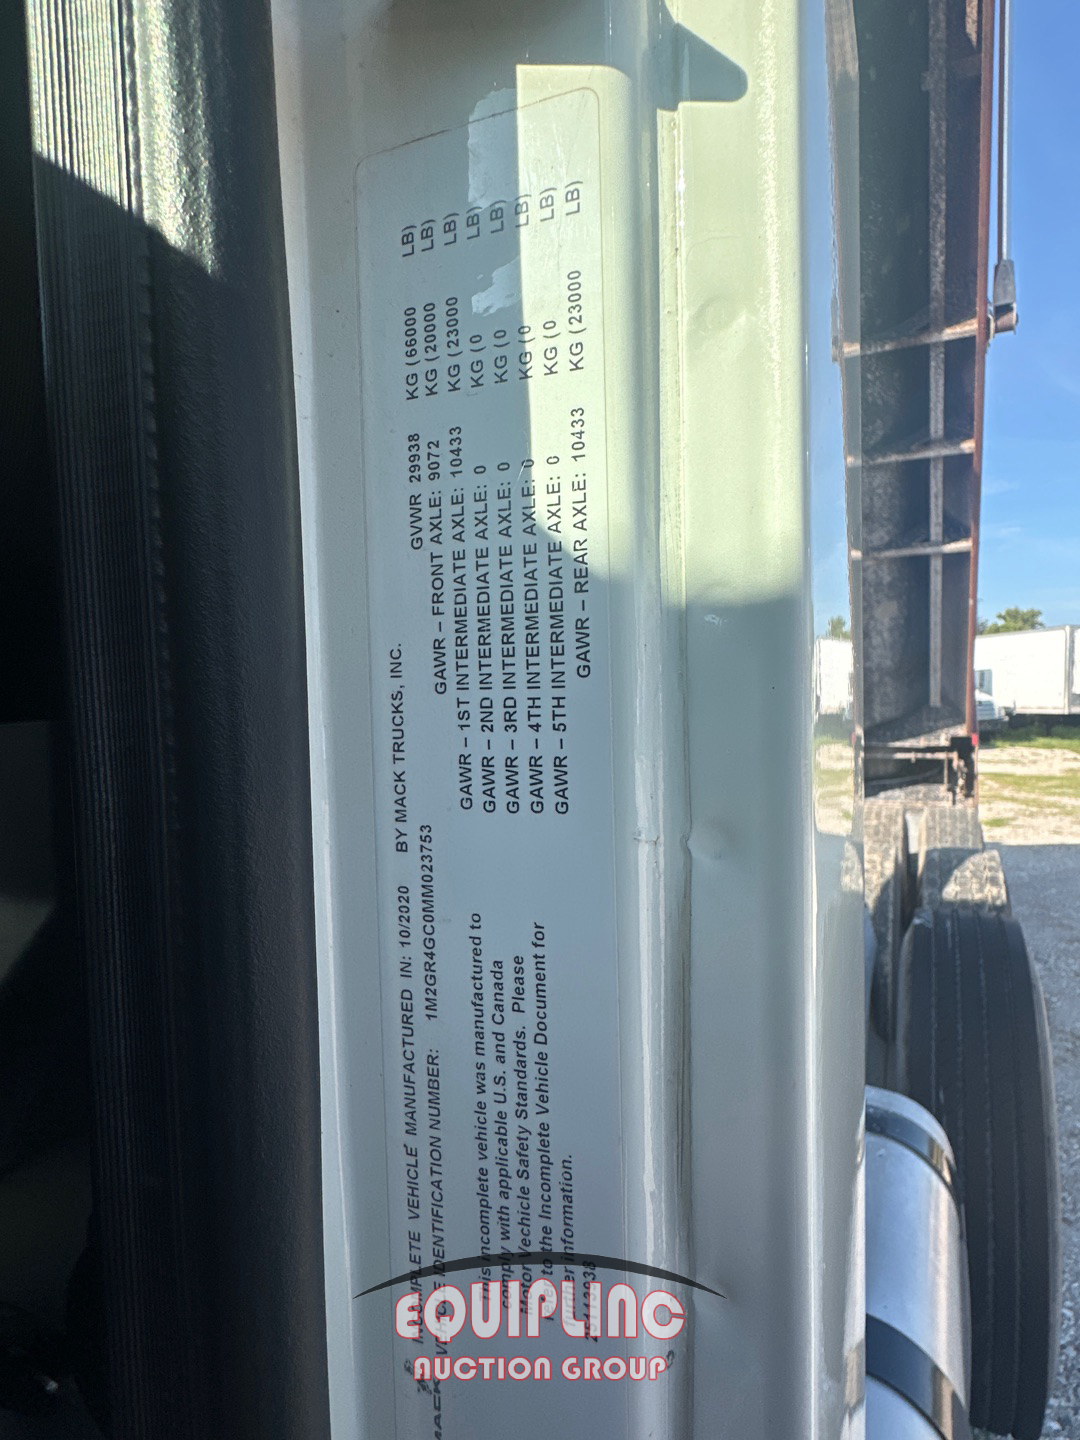 INCOMPLETE VEHICLE MANUFACTURED IN: 10/2020 BY MACK TRUCKS, INC.
MACK VEHICLE IDENTIFICATION NUMBER: 1M2GR4GC0MM023753
GVWR 29938 KG (66000 LB)
GAWR – FRONT AXLE: 9072 KG (20000 LB)
GAWR – 1ST INTERMEDIATE AXLE: 10433 KG (23000 LB)
GAWR – 2ND INTERMEDIATE AXLE: 0 KG (0 LB)
GAWR – 3RD INTERMEDIATE AXLE: 0 KG (0 LB)
GAWR – 4TH INTERMEDIATE AXLE: 0 KG (0 LB)
GAWR – 5TH INTERMEDIATE AXLE: 0 KG (0 LB)
GAWR – REAR AXLE: 10433 KG (23000 LB)
This incomplete vehicle was manufactured to
comply with applicable U.S. and Canada
Motor Vechicle Safety Standards. Please
refer to the Incomplete Vehicle Document for
further information.
EQUIPLINC
AUCTION GROUP